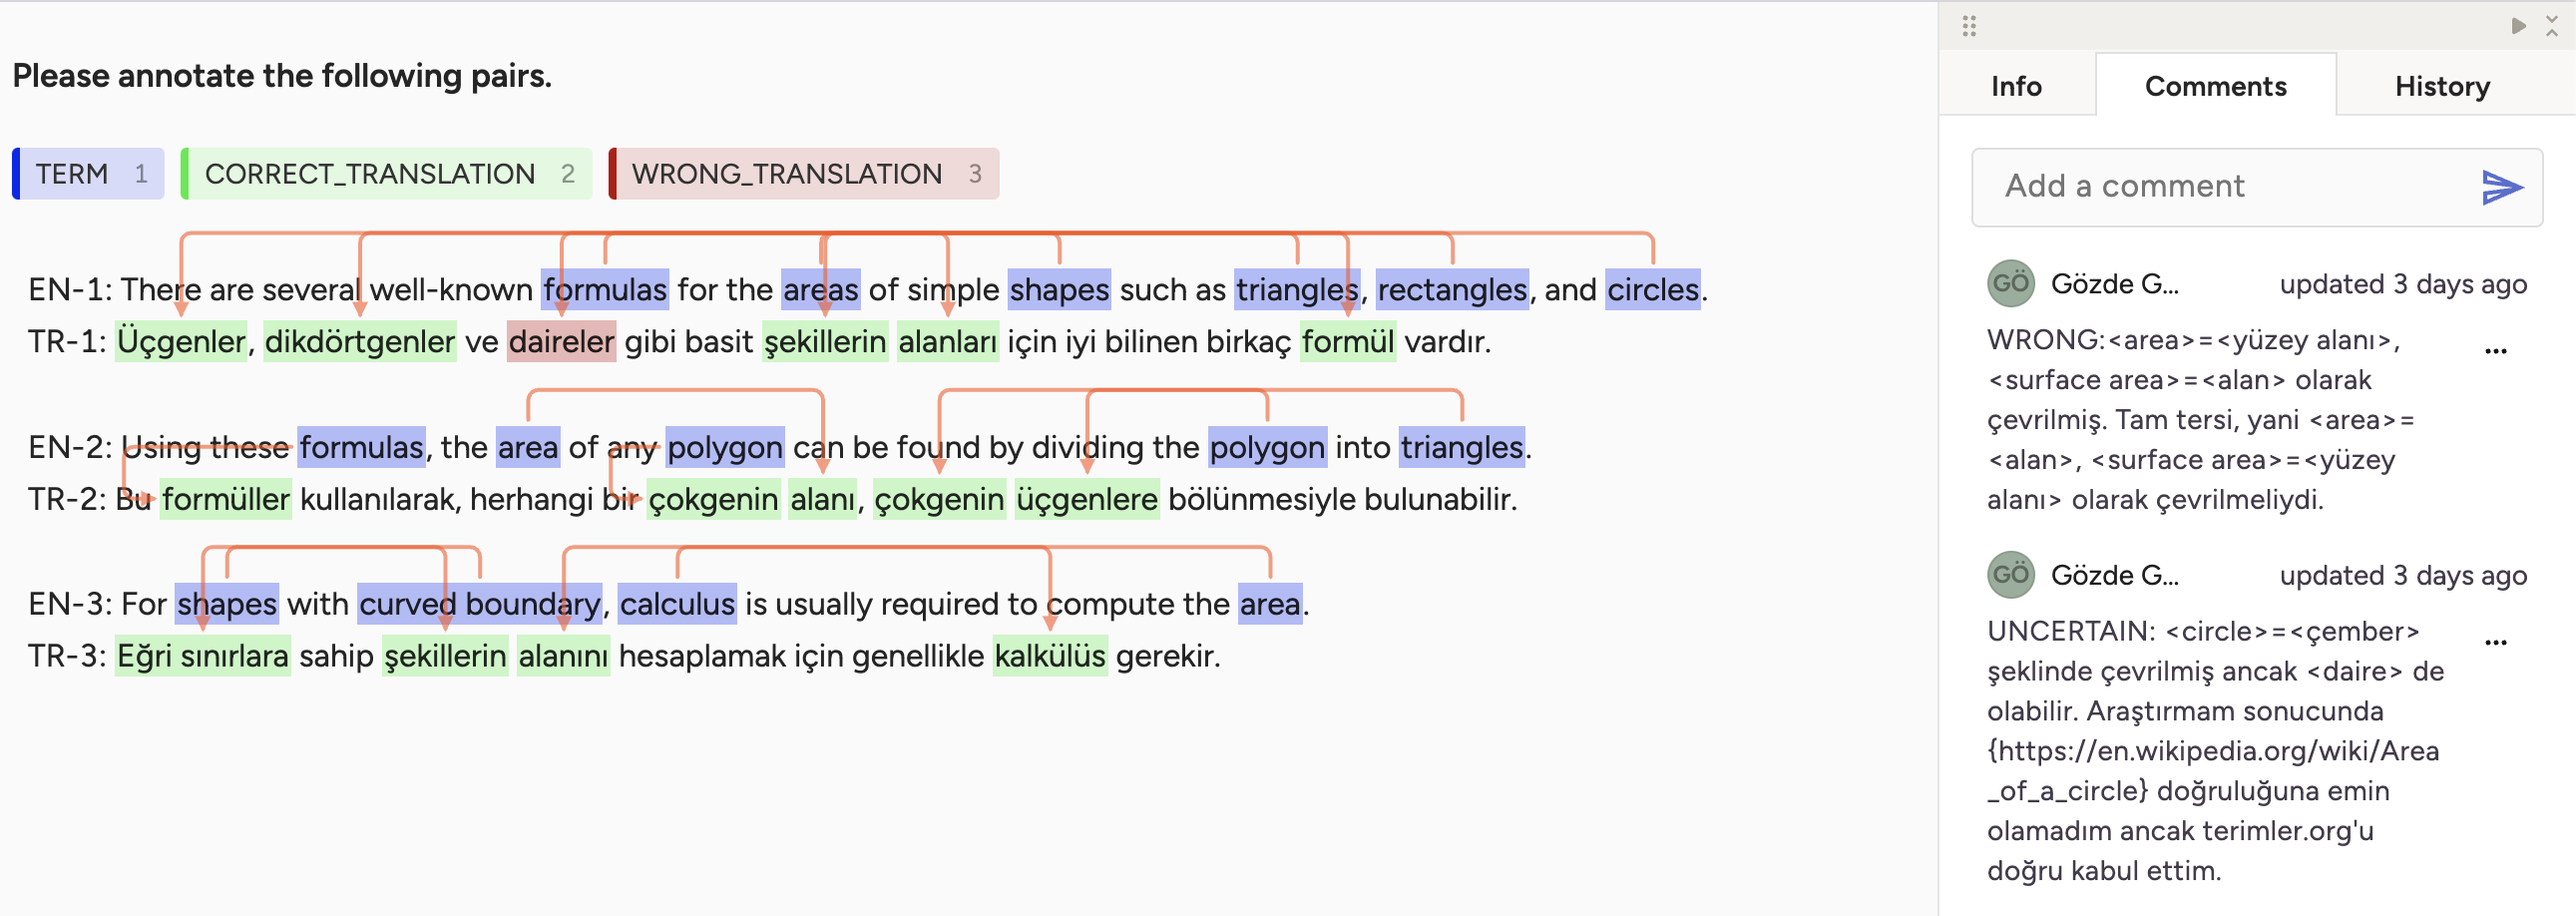 Please annotate the following pairs.
TERM 1 CORRECT_TRANSLATION 2 WRONG_TRANSLATION 3
EN-1: There are several well-known formulas for the areas of simple shapes such as triangles, rectangles, and circles.
TR-1: Üçgenler, dikdörtgenler ve daireler gibi basit şekillerin alanları için iyi bilinen birkaç formül vardır.
EN-2: Using these formulas, the area of any polygon can be found by dividing the polygon into triangles.
TR-2: Bu formüller kullanılarak, herhangi bir çokgenin alanı, çokgenin üçgenlere bölünmesiyle bulunabilir.
EN-3: For shapes with curved boundary, calculus is usually required to compute the area.
TR-3: Eğri sınırlara sahip şekillerin alanını hesaplamak için genellikle kalkülüs gerekir.
Info Comments History
Add a comment
GÖ Gözde G... updated 3 days ago
WRONG:<area>=<yüzey alanı>,
<surface area>=<alan> olarak
çevrilmiş. Tam tersi, yani <area>=
<alan>, <surface area>=<yüzey
alanı> olarak çevrilmeliydi.
GÖ Gözde G... updated 3 days ago
UNCERTAIN: <circle>=<çember>
şeklinde çevrilmiş ancak <daire> de
olabilir. Araştırmam sonucunda
{https://en.wikipedia.org/wiki/Area
_of_a_circle} doğruluğuna emin
olamadım ancak terimler.org'u
doğru kabul ettim.